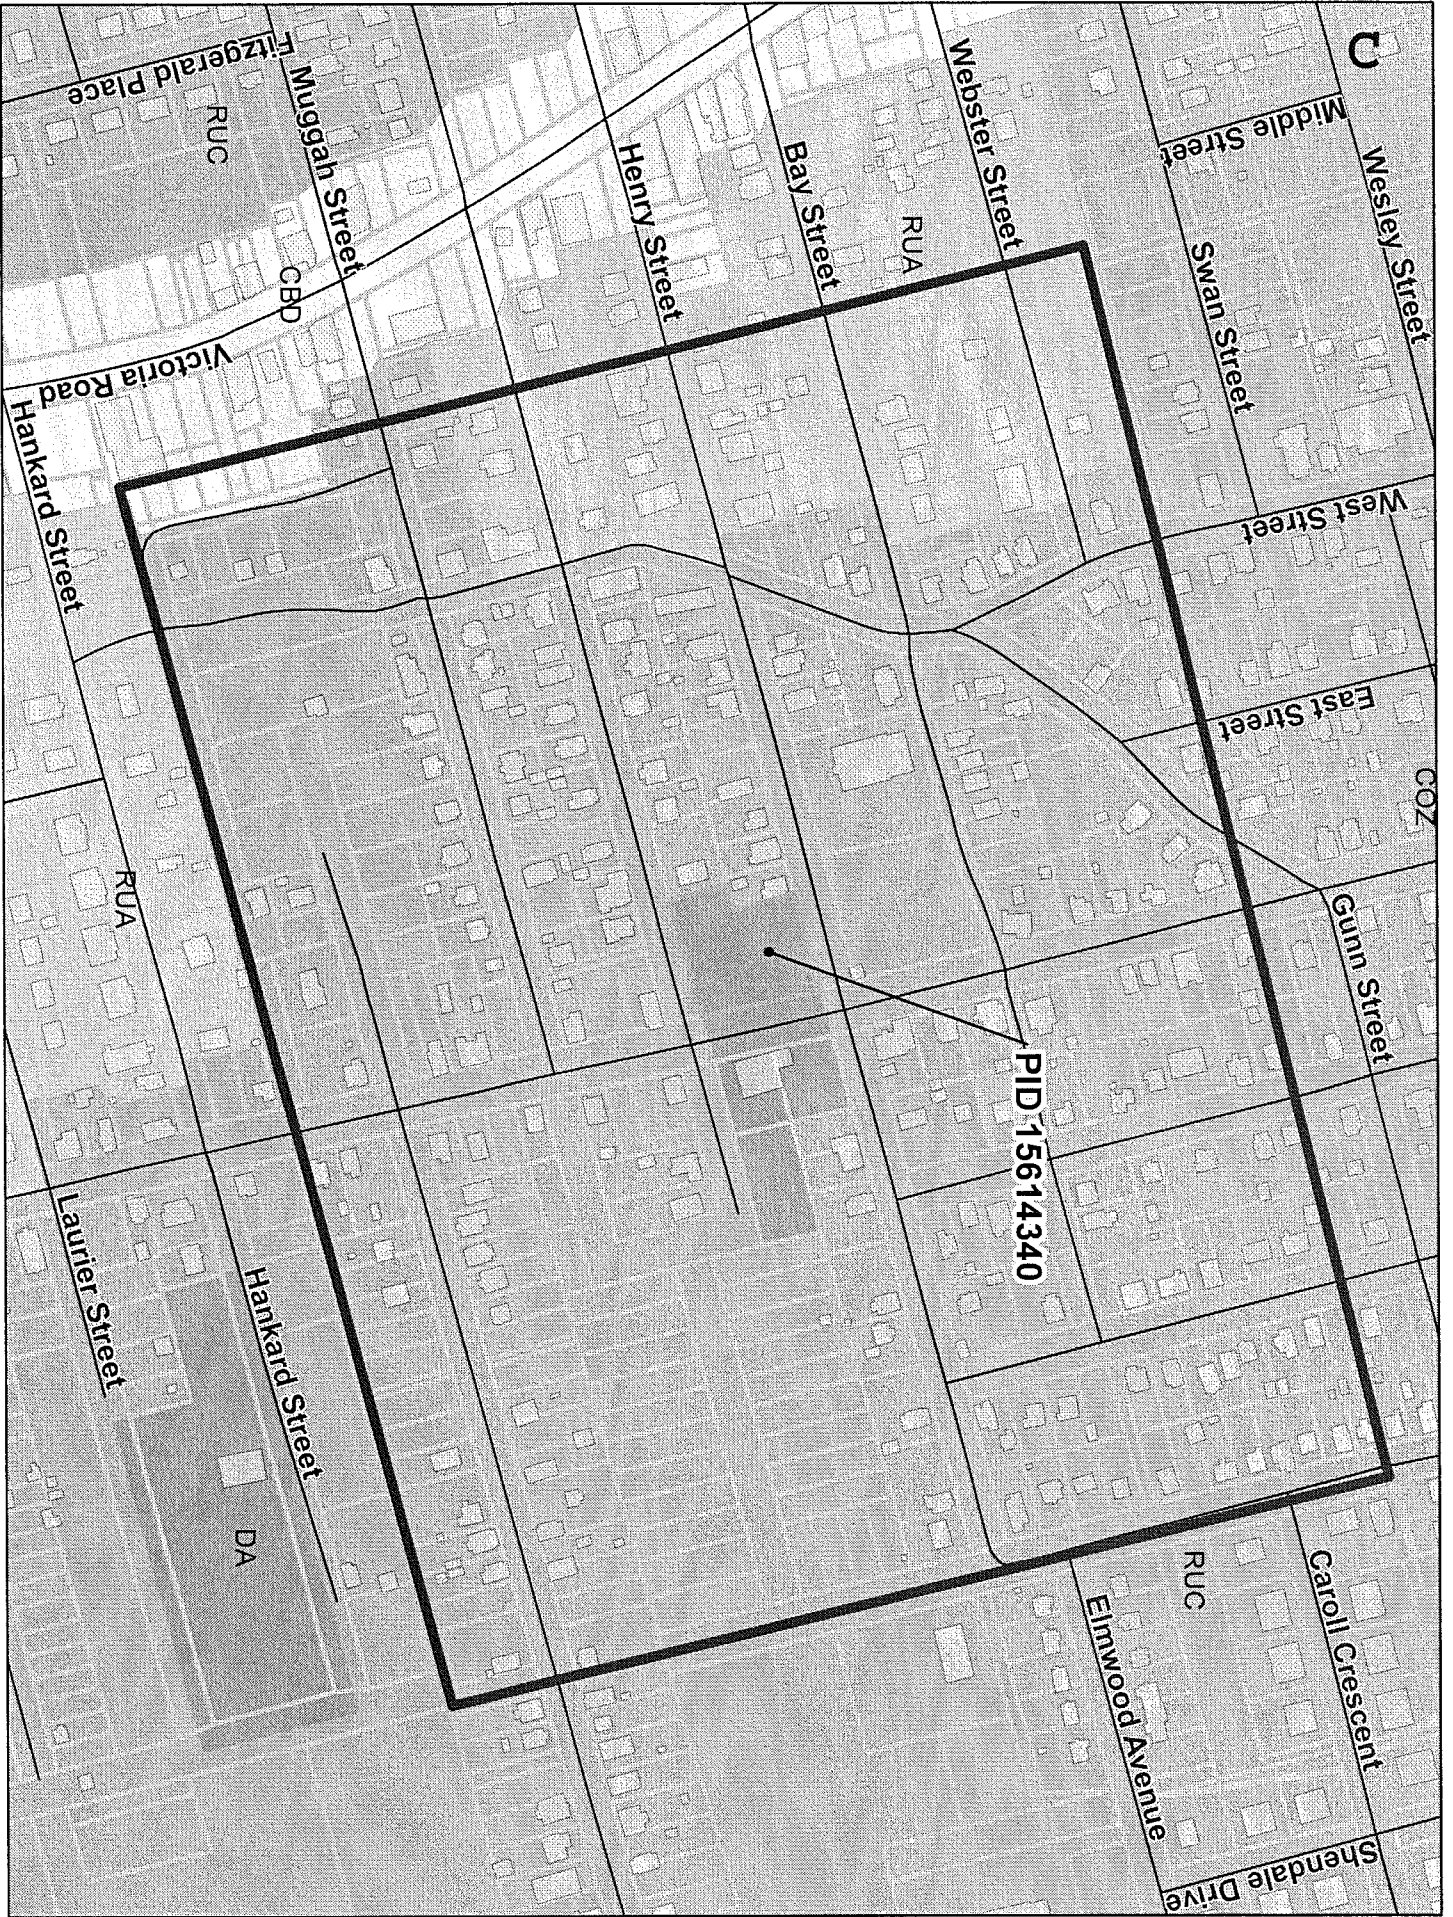 C
Fitzgerald Place
Muggah Street
RUC
Henry Street
Bay Street
Webster Street
Middle Street
Wesley Street
RUA
Swan Street
CBD
Victoria Road
Hankard Street
West Street
East Street
COZ
RUA
Gunn Street
PID 15614340
Laurier Street
Hankard Street
DA
RUC
Caroll Crescent
Elmwood Avenue
Shendale Drive